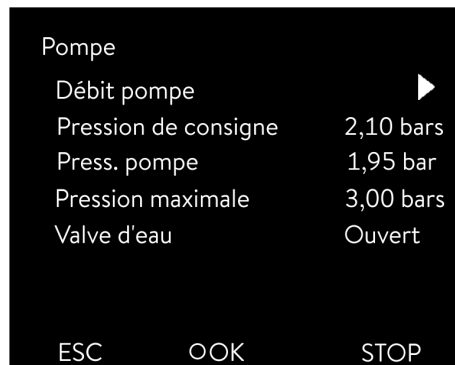 Pompe
Débit pompe
Pression de consigne 2,10 bars
Press. pompe 1,95 bar
Pression maximale 3,00 bars
Valve d'eau Ouvert
ESC OOK STOP